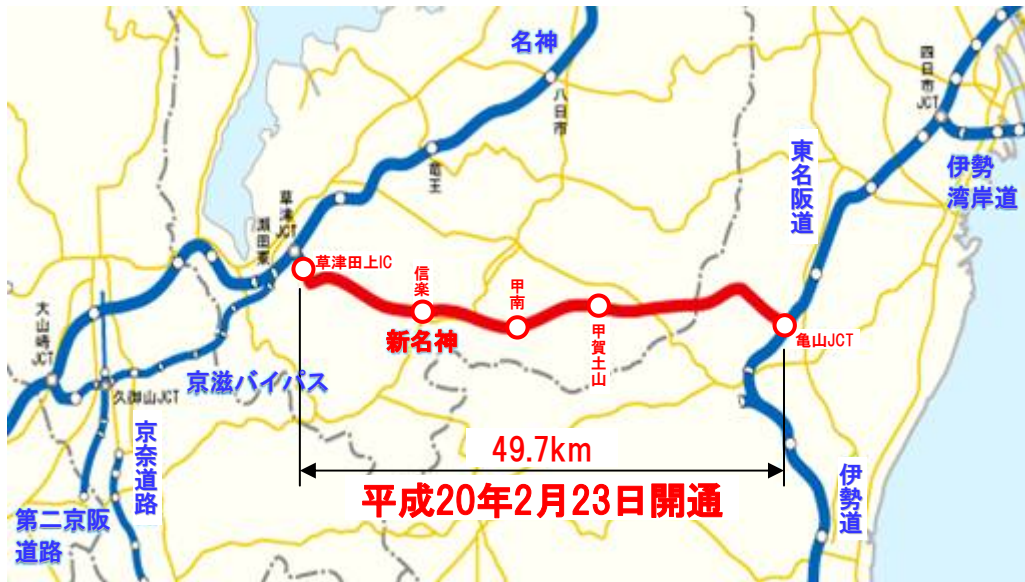 名神
四日市JCT
八日市
東名阪道
伊勢
湾岸道
竜王
草津JCT
瀬田東
草津田上IC
信楽
甲南
甲賀土山
新名神
亀山JCT
大山崎JCT
京滋バイパス
久御山JCT
京奈道路
49.7km
平成20年2月23日開通
伊勢道
第二京阪
道路